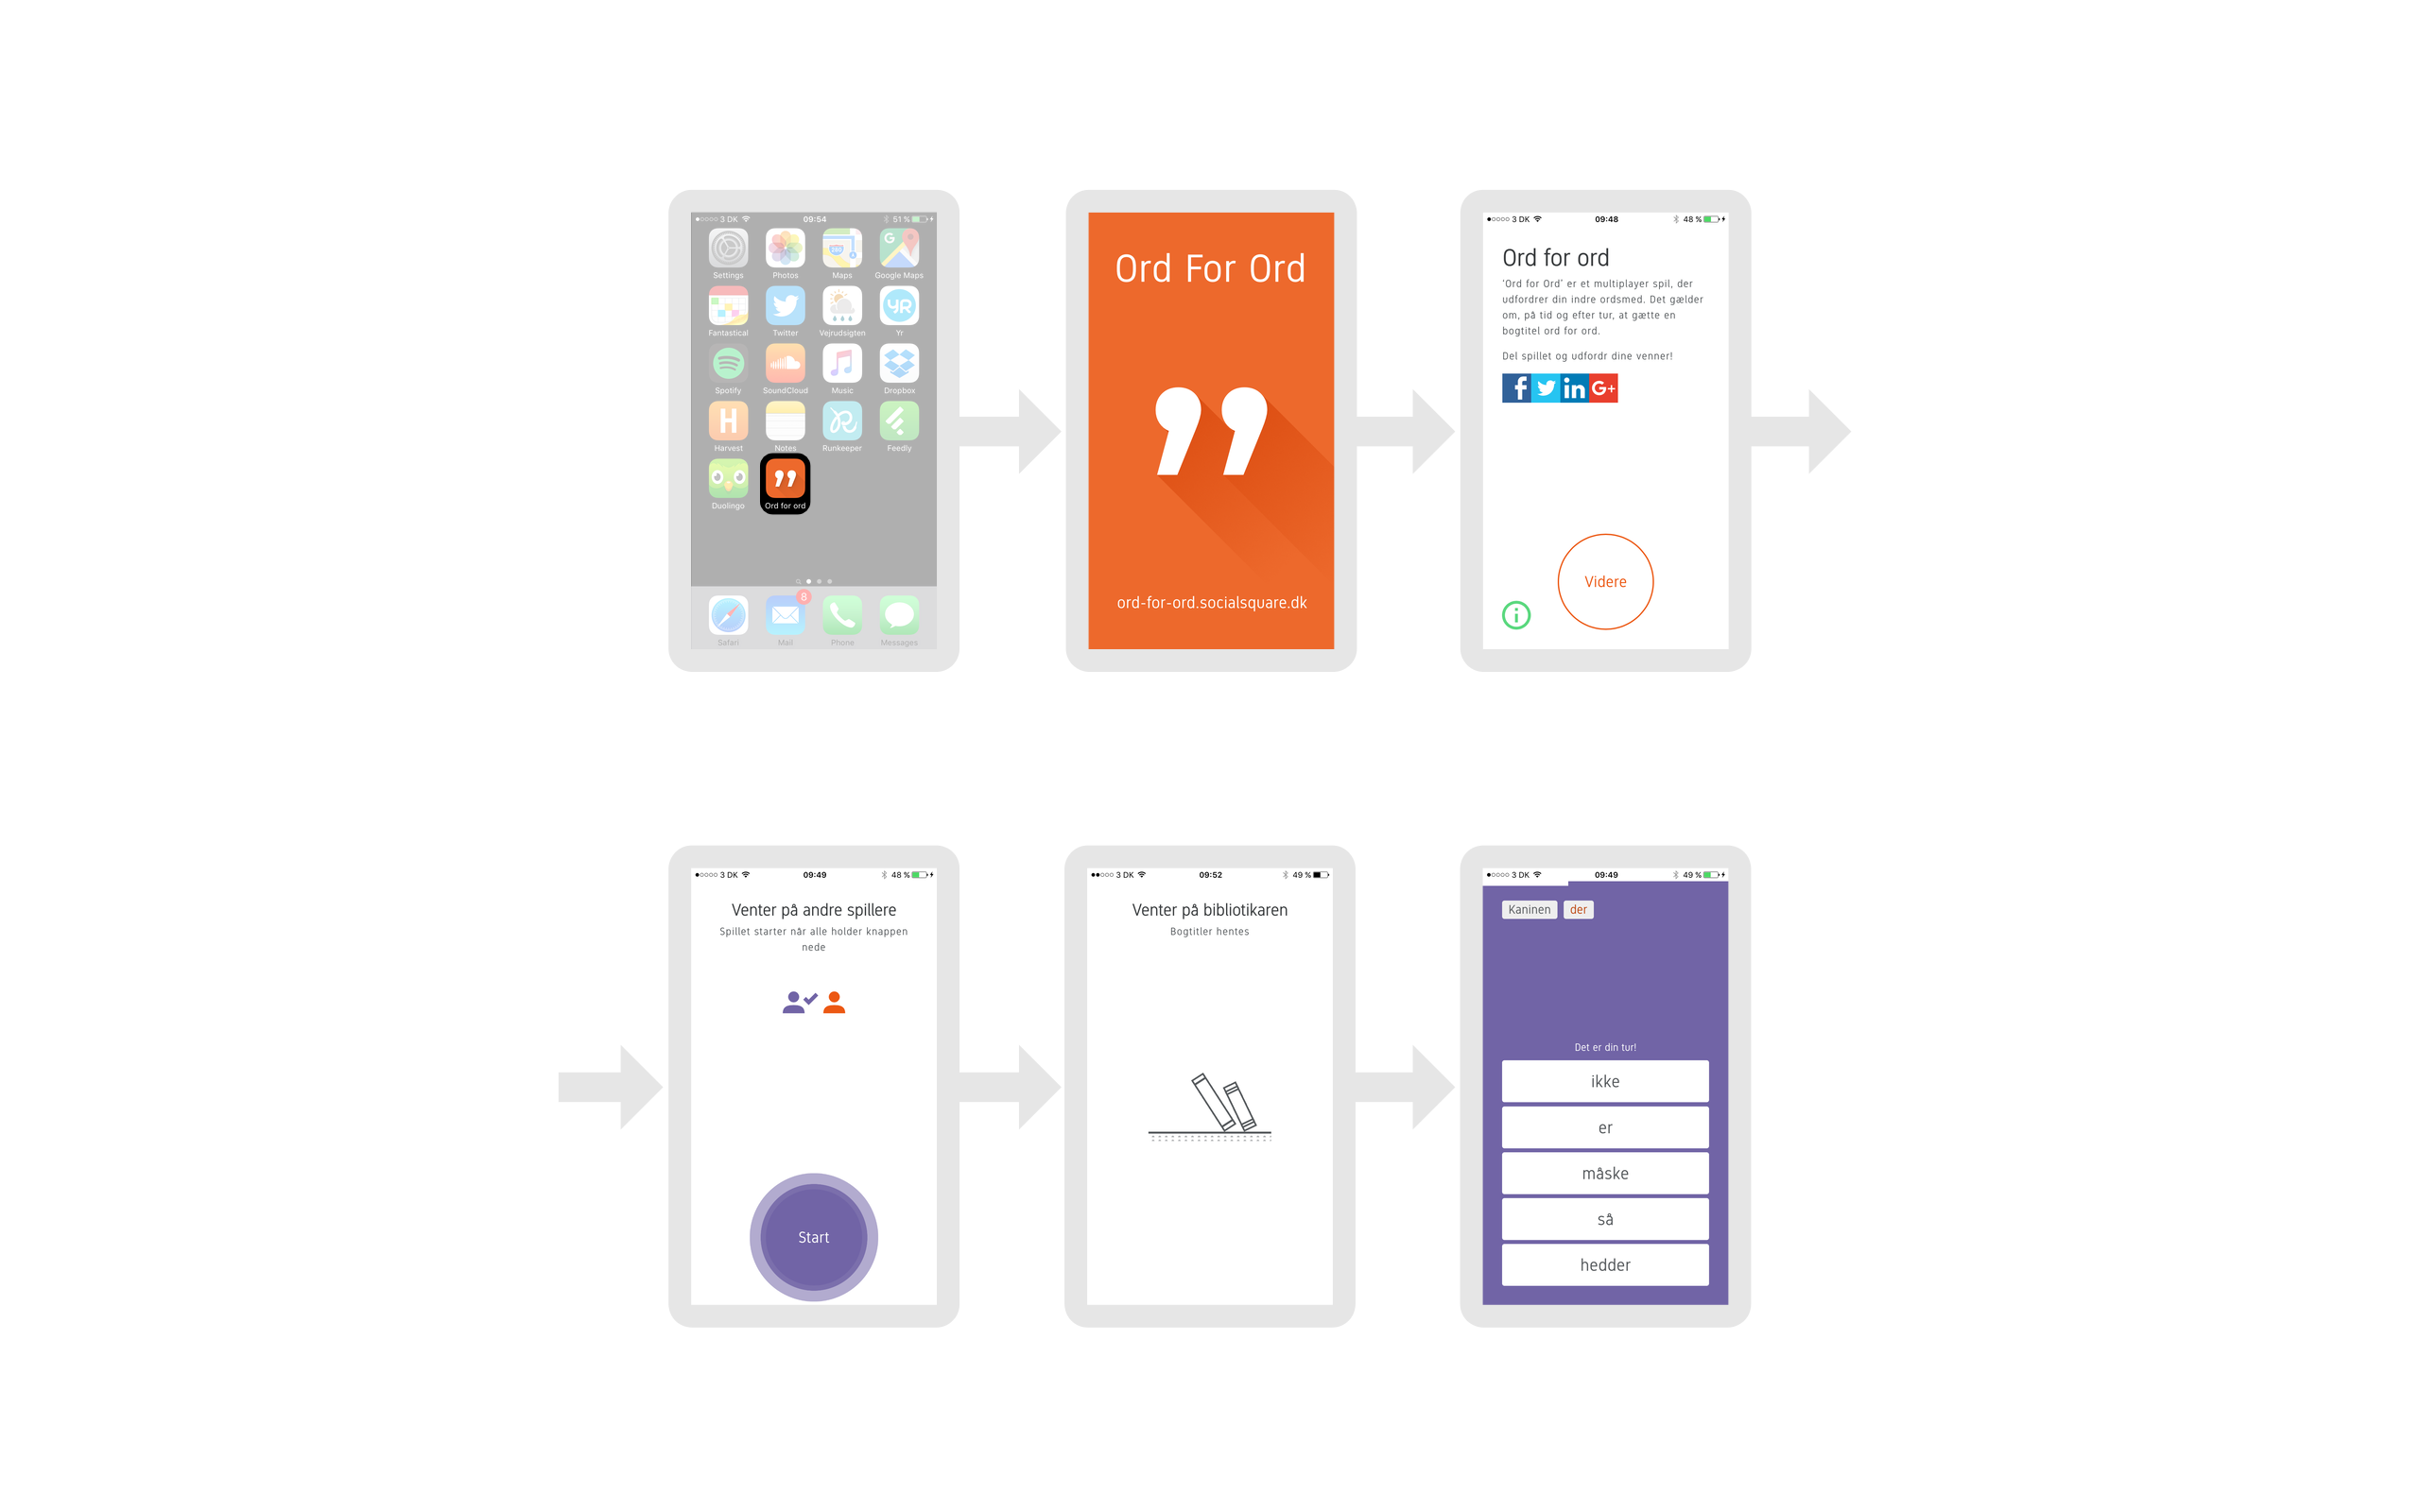 3 DK 09:54 51 %
Settings Photos Maps Google Maps
Fantastical Twitter Vejrudsigten Yr
Spotify SoundCloud Music Dropbox
Harvest Notes Runkeeper Feedly
Duolingo Ord for ord
8
Safari Mail Phone Messages
Ord For Ord
ord-for-ord.socialsquare.dk
3 DK 09:48 48 %
Ord for ord
'Ord for Ord' er et multiplayer spil, der
udfordrer din indre ordsmed. Det gælder
om, på tid og efter tur, at gætte en
bogtitel ord for ord.
Del spillet og udfordr dine venner!
Videre
3 DK 09:49 48 %
Venter på andre spillere
Spillet starter når alle holder knappen
nede
Start
3 DK 09:52 49 %
Venter på bibliotikaren
Bogtitler hentes
3 DK 09:49 49 %
Kaninen der
Det er din tur!
ikke
er
måske
så
hedder